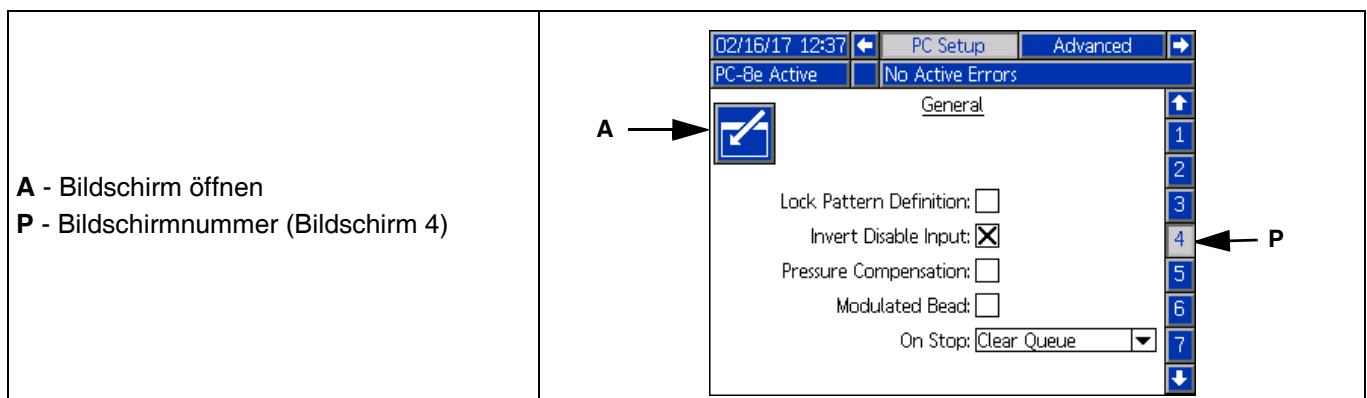 A - Bildschirm öffnen
P - Bildschirmnummer (Bildschirm 4)
02/16/17 12:37 PC Setup Advanced
PC-8e Active No Active Errors
General
A
1
2
Lock Pattern Definition: 3
Invert Disable Input: 4 P
Pressure Compensation: 5
Modulated Bead: 6
On Stop: Clear Queue 7